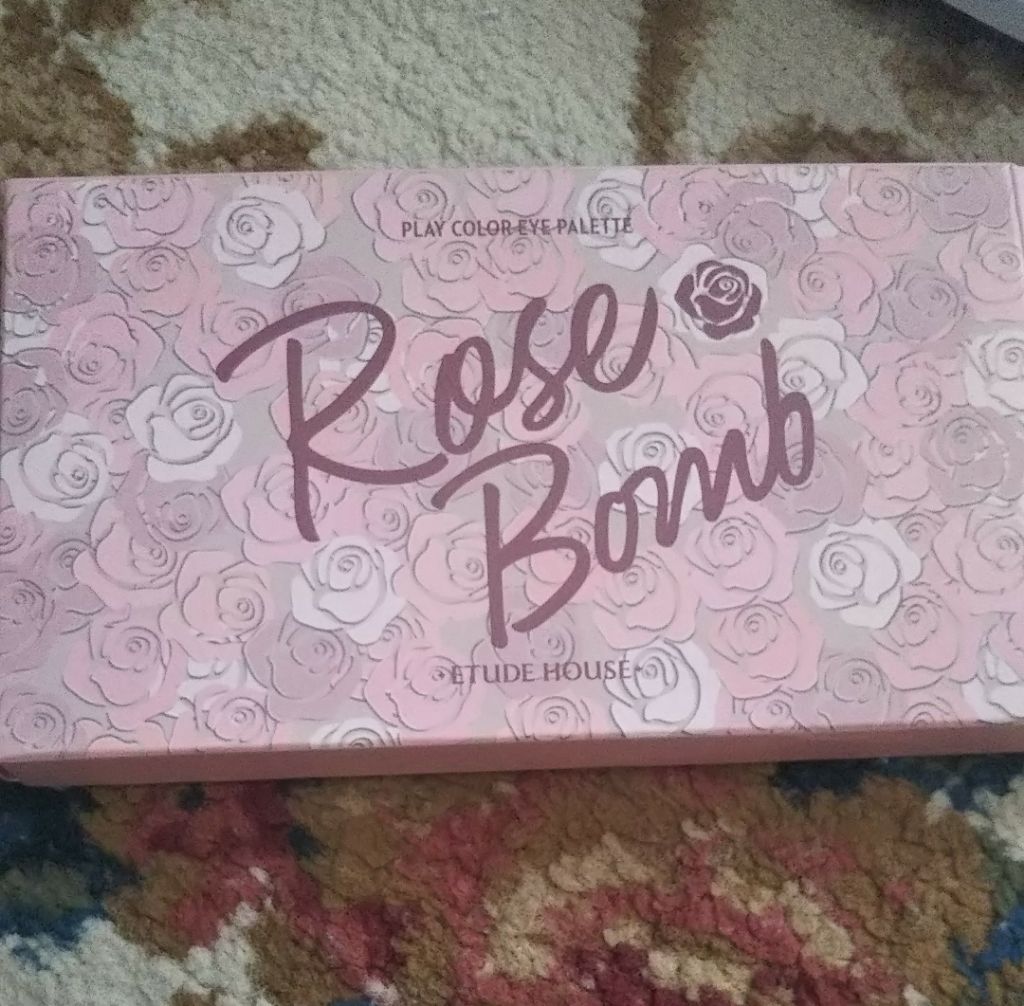 PLAY COLOR EYE PALETTE
Rose
Bomb
·ETUDE HOUSE·